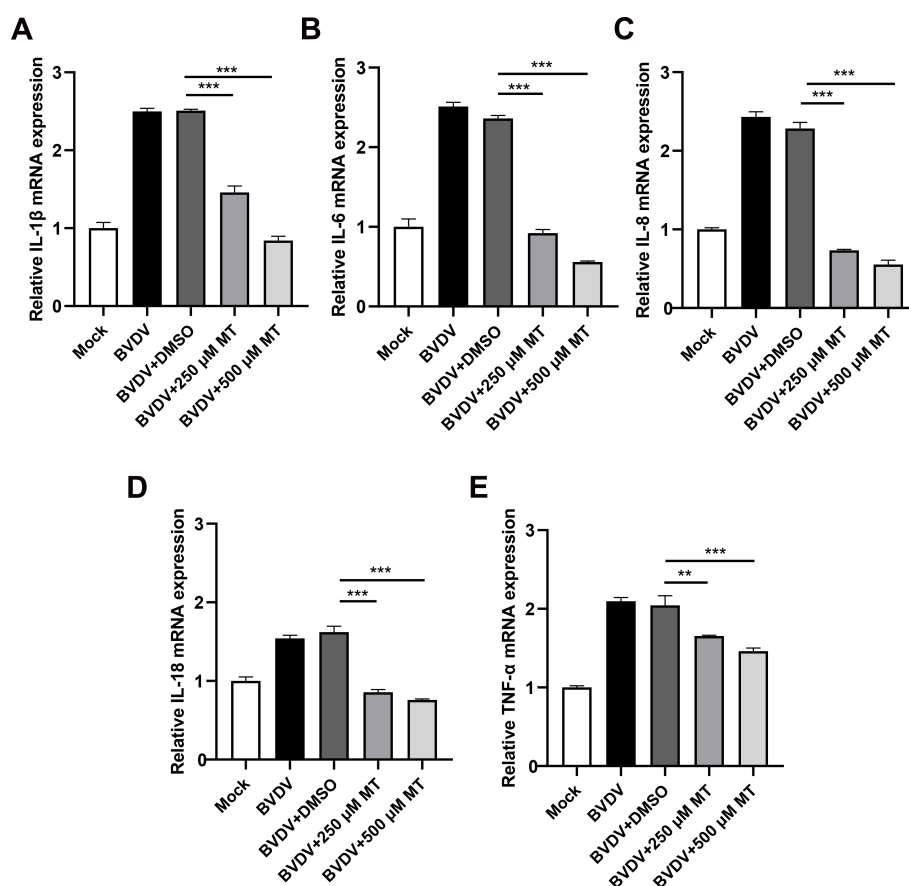 A
Relative IL-1β mRNA expression
3
2
1
0
***
***
Mock
BVDV
BVDV+DMSO
BVDV+250 μM MT
BVDV+500 μM MT
B
Relative IL-6 mRNA expression
3
2
1
0
***
***
Mock
BVDV
BVDV+DMSO
BVDV+250 μM MT
BVDV+500 μM MT
C
Relative IL-8 mRNA expression
3
2
1
0
***
***
Mock
BVDV
BVDV+DMSO
BVDV+250 μM MT
BVDV+500 μM MT
D
Relative IL-18 mRNA expression
3
2
1
0
***
***
Mock
BVDV
BVDV+DMSO
BVDV+250 μM MT
BVDV+500 μM MT
E
Relative TNF-α mRNA expression
3
2
1
0
***
**
Mock
BVDV
BVDV+DMSO
BVDV+250 μM MT
BVDV+500 μM MT